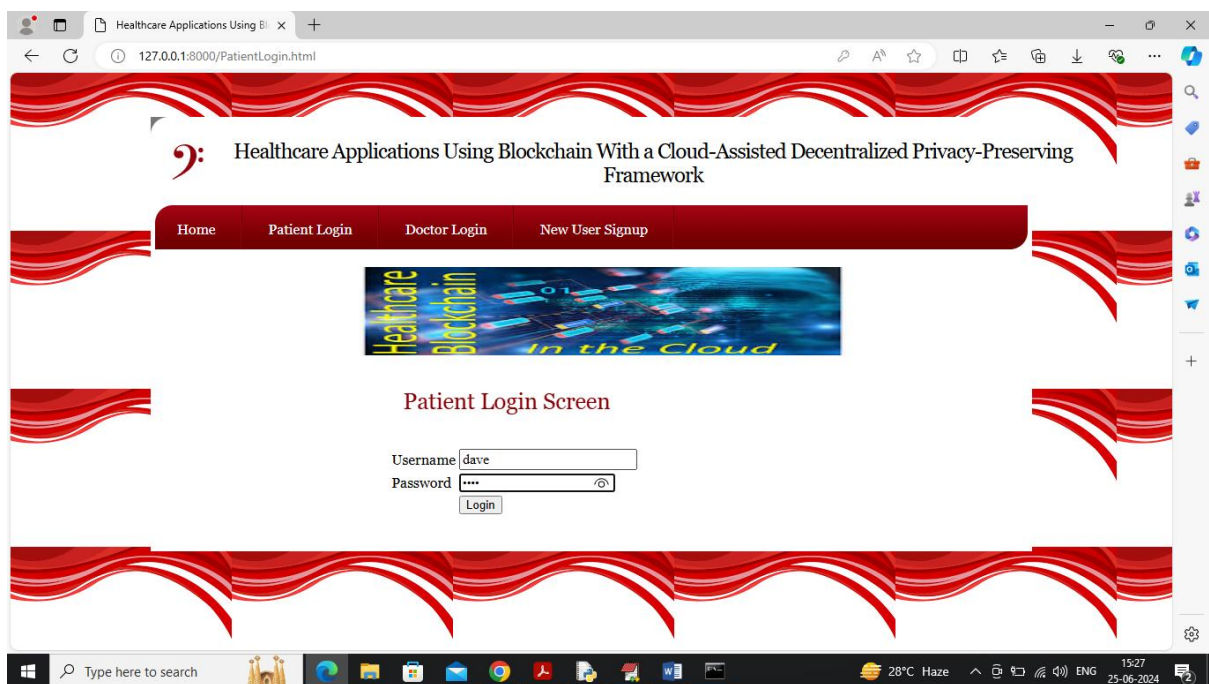 Healthcare Applications Using Bl
127.0.0.1:8000/PatientLogin.html
Healthcare Applications Using Blockchain With a Cloud-Assisted Decentralized Privacy-Preserving
Framework
Home Patient Login Doctor Login New User Signup
Healthcare
Blockchain
01
In the Cloud
Patient Login Screen
Username dave
Password ••••
Login
Type here to search
28°C Haze
ENG
15:27
25-06-2024
2